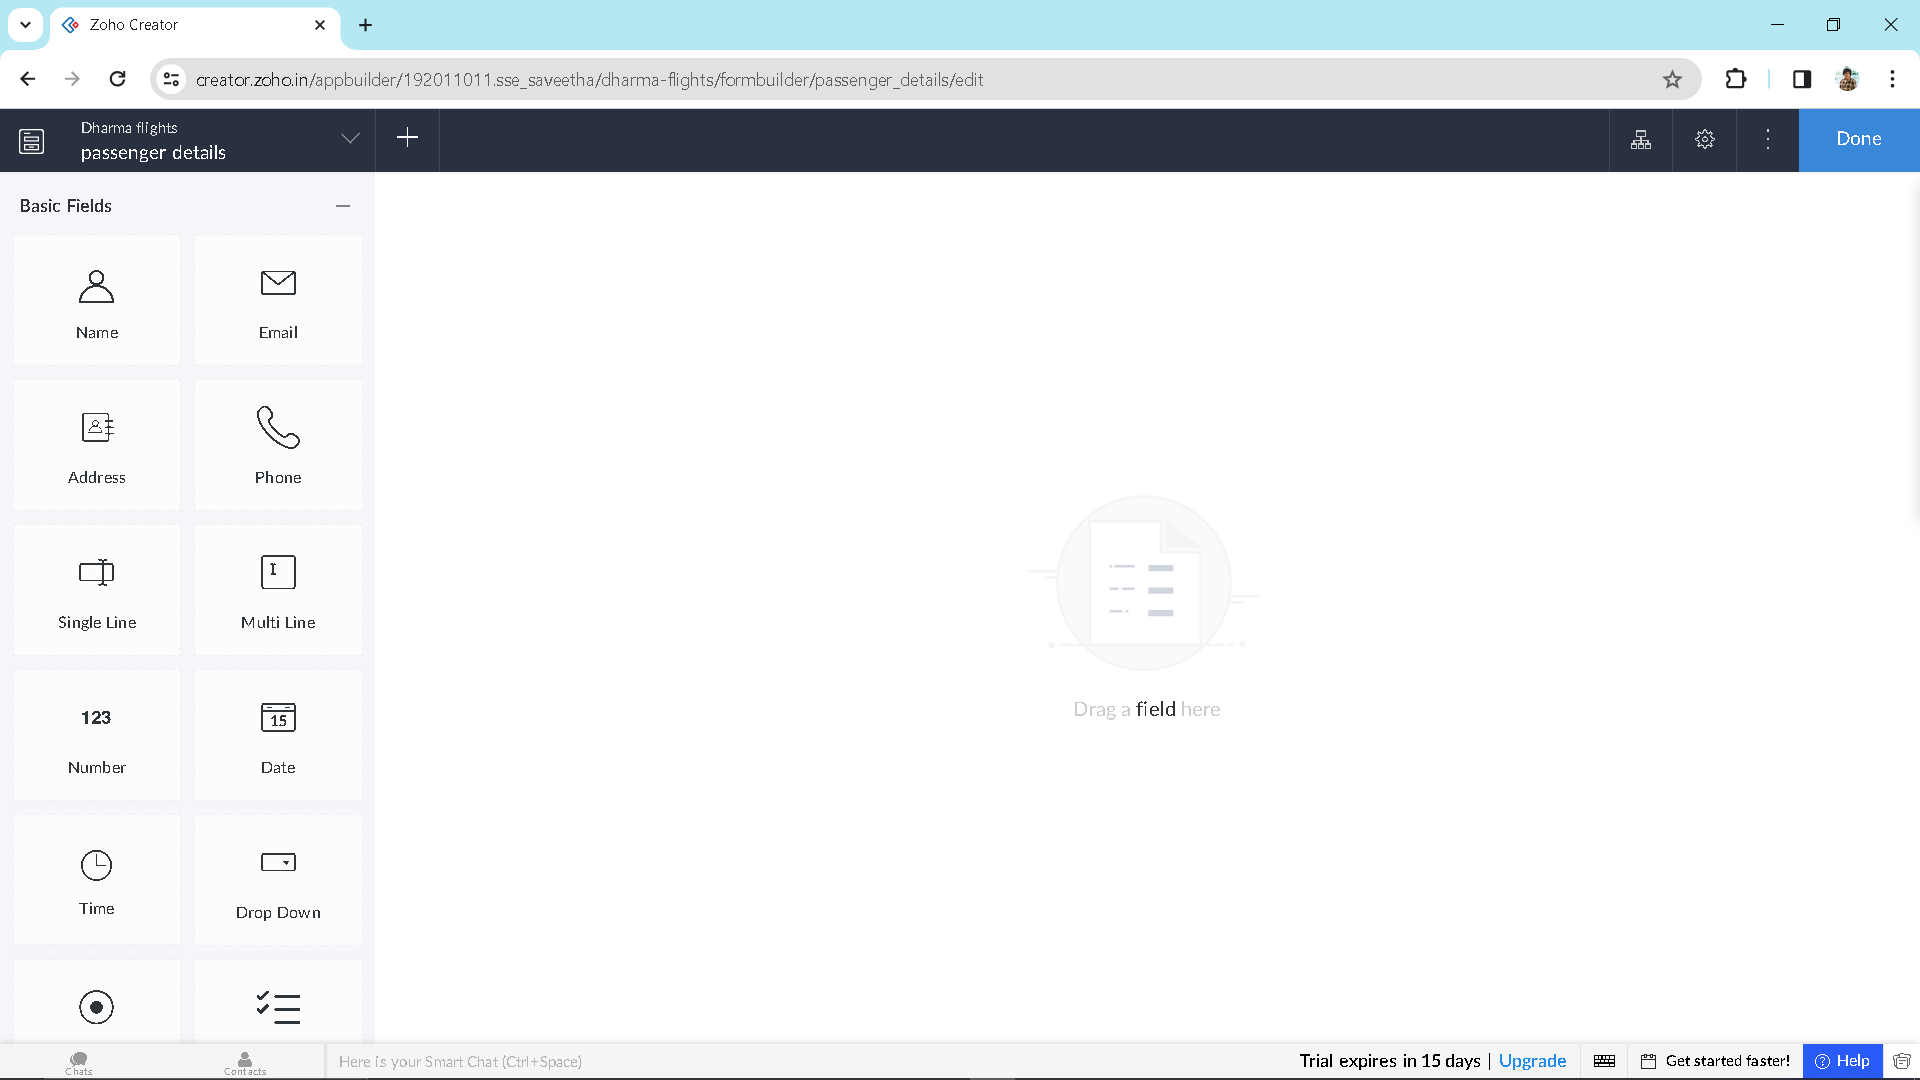 Zoho Creator
creator.zoho.in/appbuilder/192011011.sse_saveetha/dharma-flights/formbuilder/passenger_details/edit
Dharma flights
passenger details
Done
Basic Fields
Name
Email
Address
Phone
Single Line
Multi Line
123
Number
15
Date
Time
Drop Down
Drag a field here
Chats
Contacts
Here is your Smart Chat (Ctrl+Space)
Trial expires in 15 days | Upgrade
Get started faster!
Help